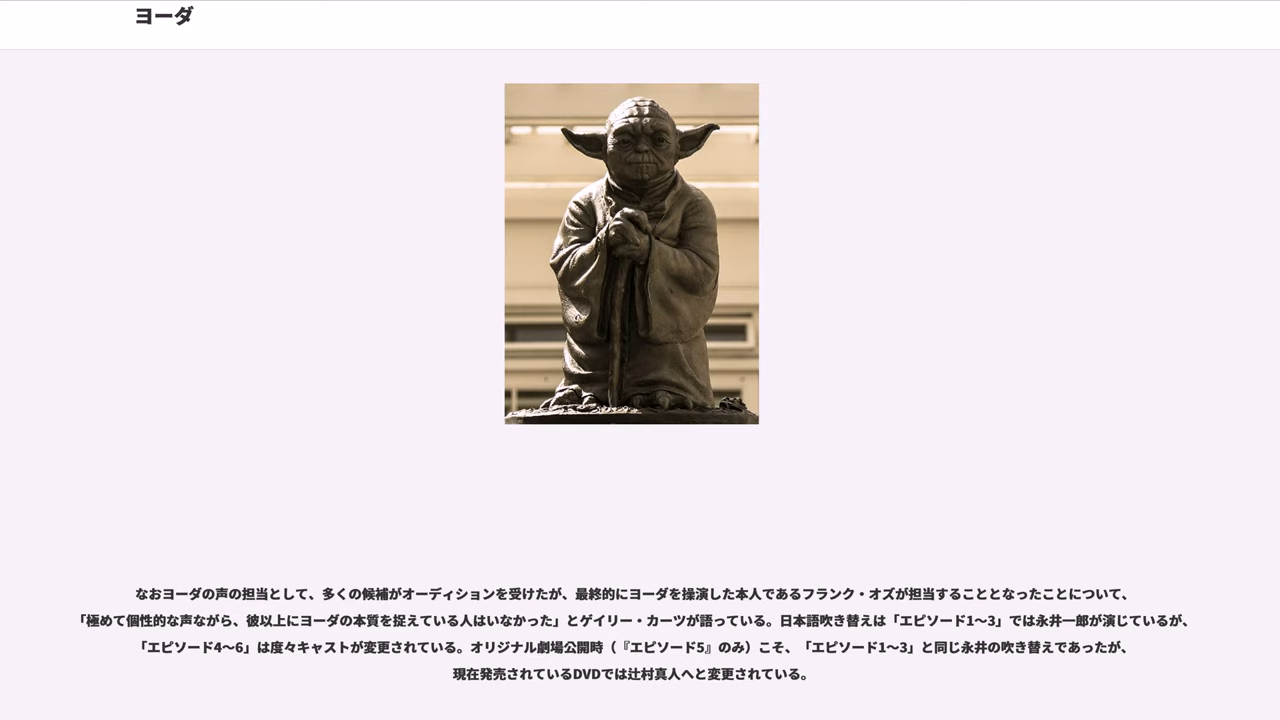 ヨーダ
なおヨーダの声の担当として、多くの候補がオーディションを受けたが、最終的にヨーダを操演した本人であるフランク・オズが担当することとなったことについて、
「極めて個性的な声ながら、彼以上にヨーダの本質を捉えている人はいなかった」とゲイリー・カーツが語っている。日本語吹き替えは「エピソード1〜3」では永井一郎が演じているが、
「エピソード4〜6」は度々キャストが変更されている。オリジナル劇場公開時（『エピソード5』のみ）こそ、「エピソード1〜3」と同じ永井の吹き替えであったが、
現在発売されているDVDでは辻村真人へと変更されている。